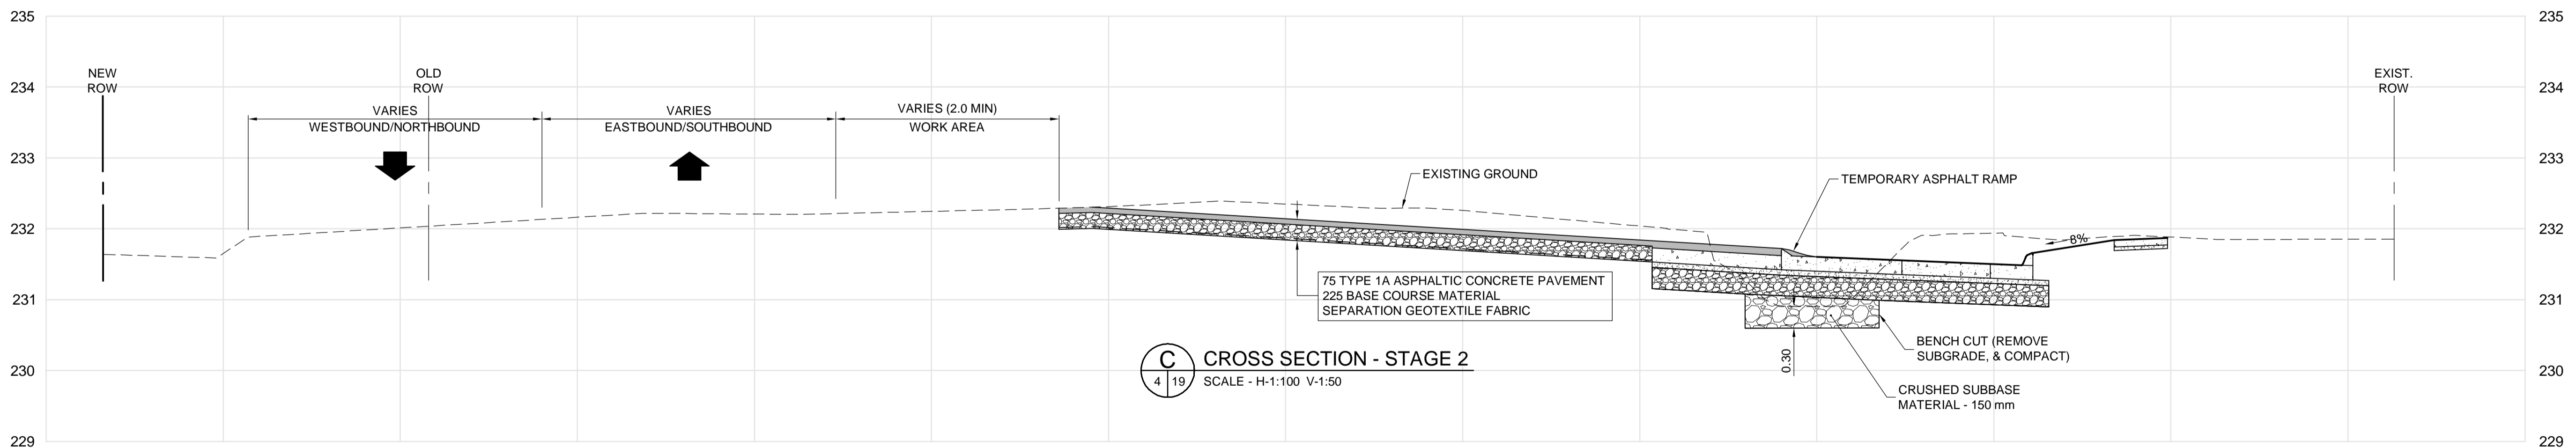 235
235
NEW
ROW
OLD
ROW
EXIST.
ROW
234
234
VARIES
WESTBOUND/NORTHBOUND
VARIES
EASTBOUND/SOUTHBOUND
VARIES (2.0 MIN)
WORK AREA
233
233
EXISTING GROUND
TEMPORARY ASPHALT RAMP
232
232
8%
75 TYPE 1A ASPHALTIC CONCRETE PAVEMENT
225 BASE COURSE MATERIAL
SEPARATION GEOTEXTILE FABRIC
231
231
0.30
BENCH CUT (REMOVE
SUBGRADE, & COMPACT)
C
4 19
CROSS SECTION - STAGE 2
SCALE - H-1:100 V-1:50
230
230
CRUSHED SUBBASE
MATERIAL - 150 mm
229
229